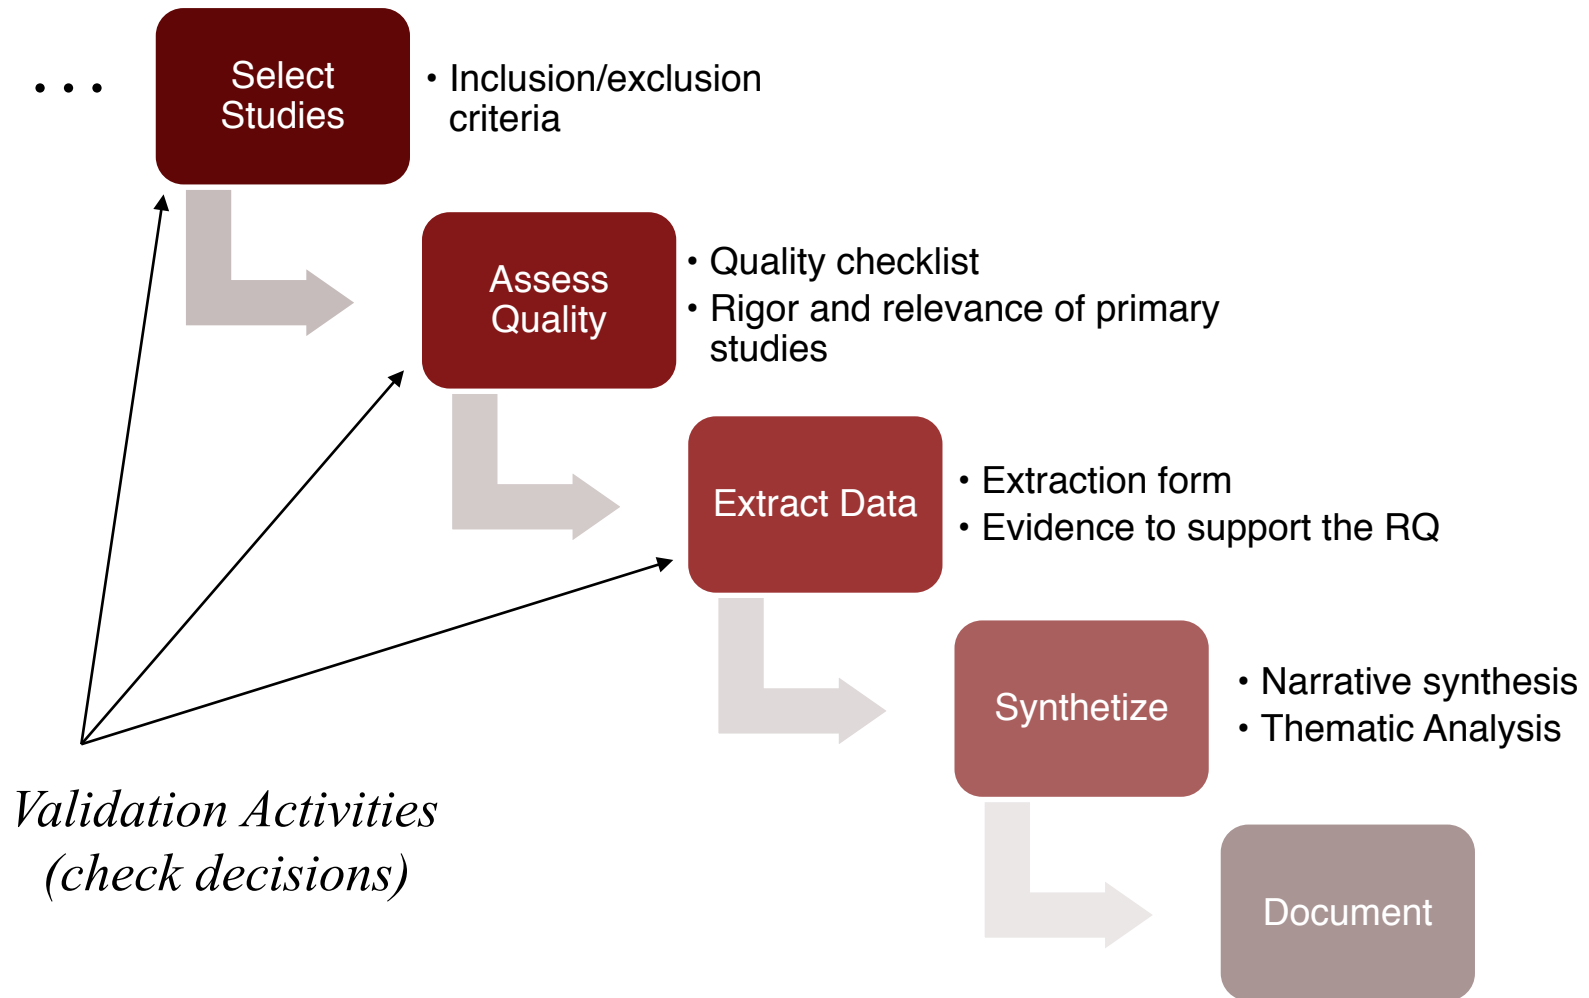 ...
Select
Studies
• Inclusion/exclusion
criteria
Assess
Quality
• Quality checklist
• Rigor and relevance of primary
studies
Extract Data
• Extraction form
• Evidence to support the RQ
Synthetize
• Narrative synthesis
• Thematic Analysis
Validation Activities
(check decisions)
Document